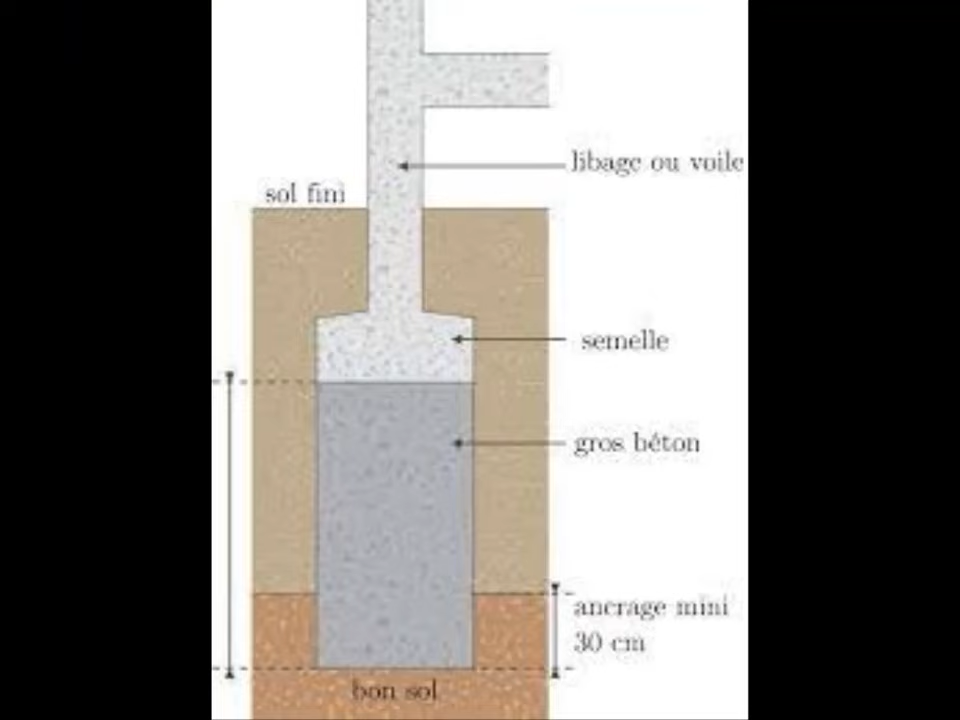 libage ou voile
sol fini
semelle
gros béton
ancrage mini
30 cm
bon sol